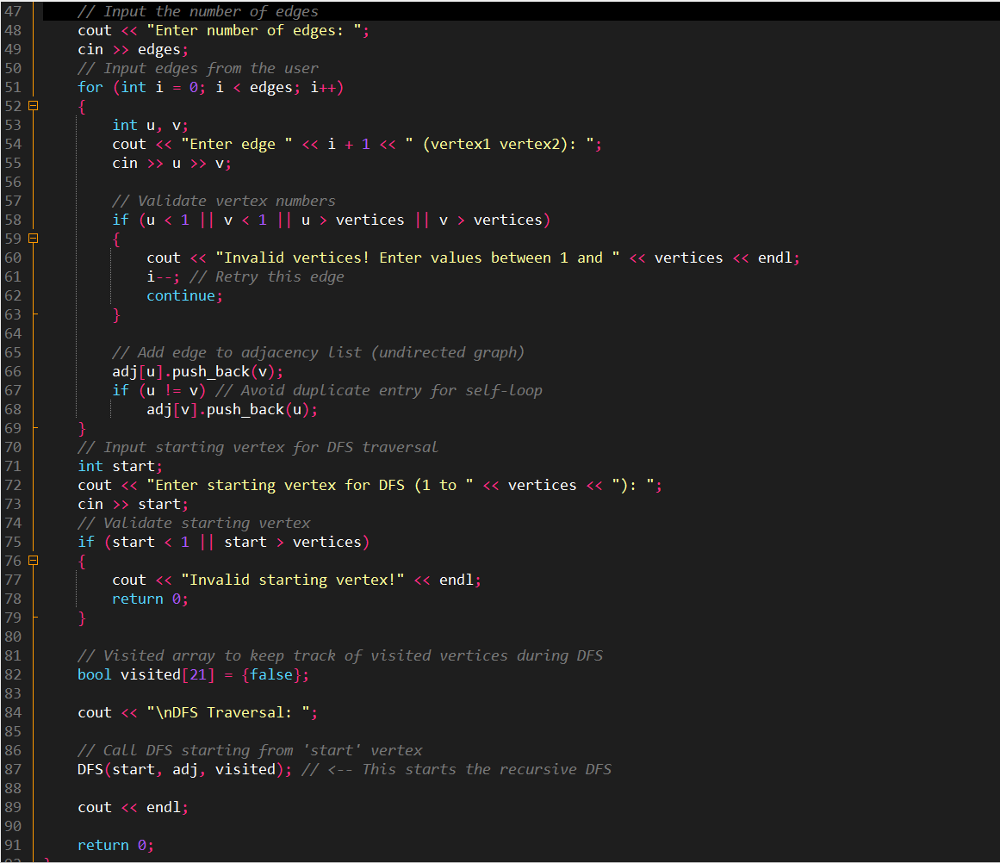 47 // Input the number of edges
48 cout << "Enter number of edges: ";
49 cin >> edges;
50 // Input edges from the user
51 for (int i = 0; i < edges; i++)
52 {
53 int u, v;
54 cout << "Enter edge " << i + 1 << " (vertex1 vertex2): ";
55 cin >> u >> v;
56
57 // Validate vertex numbers
58 if (u < 1 || v < 1 || u > vertices || v > vertices)
59 {
60 cout << "Invalid vertices! Enter values between 1 and " << vertices << endl;
61 i--; // Retry this edge
62 continue;
63 }
64
65 // Add edge to adjacency list (undirected graph)
66 adj[u].push_back(v);
67 if (u != v) // Avoid duplicate entry for self-loop
68 adj[v].push_back(u);
69 }
70 // Input starting vertex for DFS traversal
71 int start;
72 cout << "Enter starting vertex for DFS (1 to " << vertices << "): ";
73 cin >> start;
74 // Validate starting vertex
75 if (start < 1 || start > vertices)
76 {
77 cout << "Invalid starting vertex!" << endl;
78 return 0;
79 }
80
81 // Visited array to keep track of visited vertices during DFS
82 bool visited[21] = {false};
83
84 cout << "\nDFS Traversal: ";
85
86 // Call DFS starting from 'start' vertex
87 DFS(start, adj, visited); // <-- This starts the recursive DFS
88
89 cout << endl;
90
91 return 0;